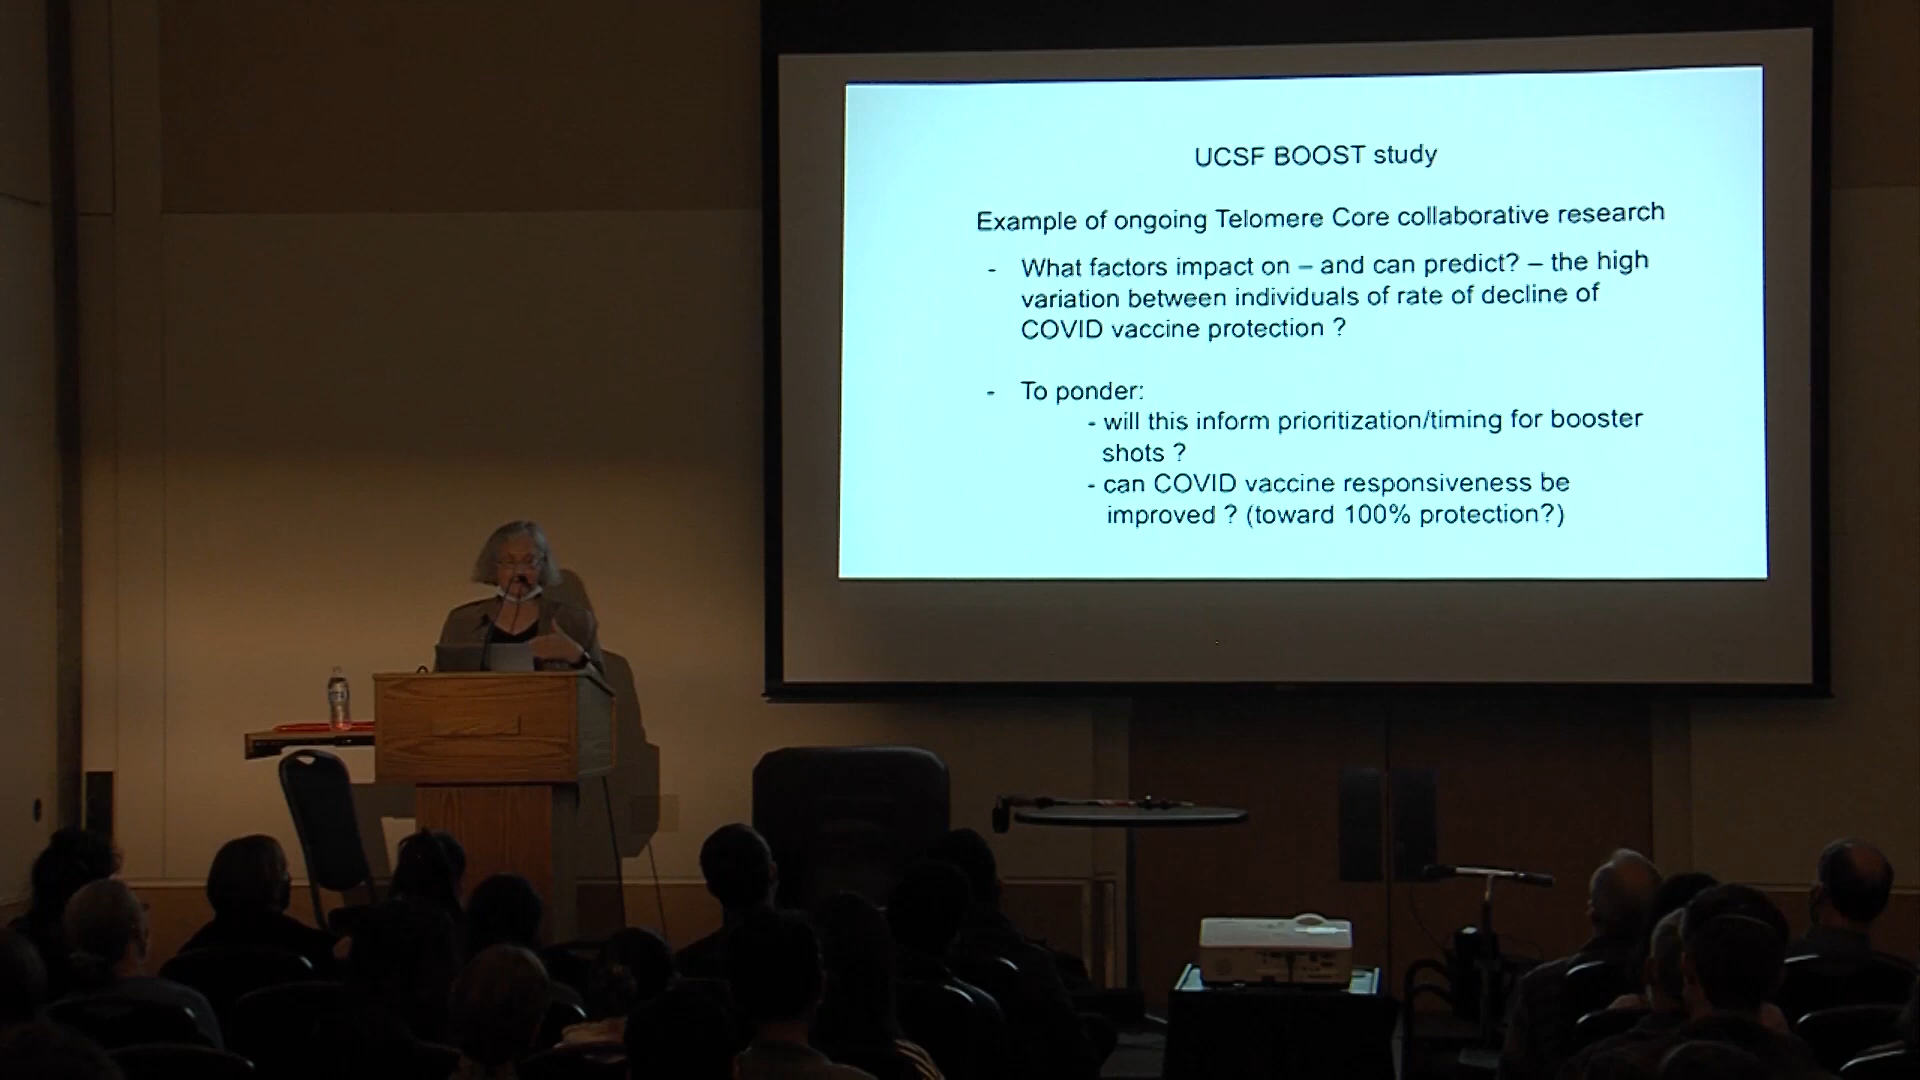 UCSF BOOST study
Example of ongoing Telomere Core collaborative research
- What factors impact on – and can predict? – the high
variation between individuals of rate of decline of
COVID vaccine protection ?
- To ponder:
- will this inform prioritization/timing for booster
shots ?
- can COVID vaccine responsiveness be
improved ? (toward 100% protection?)